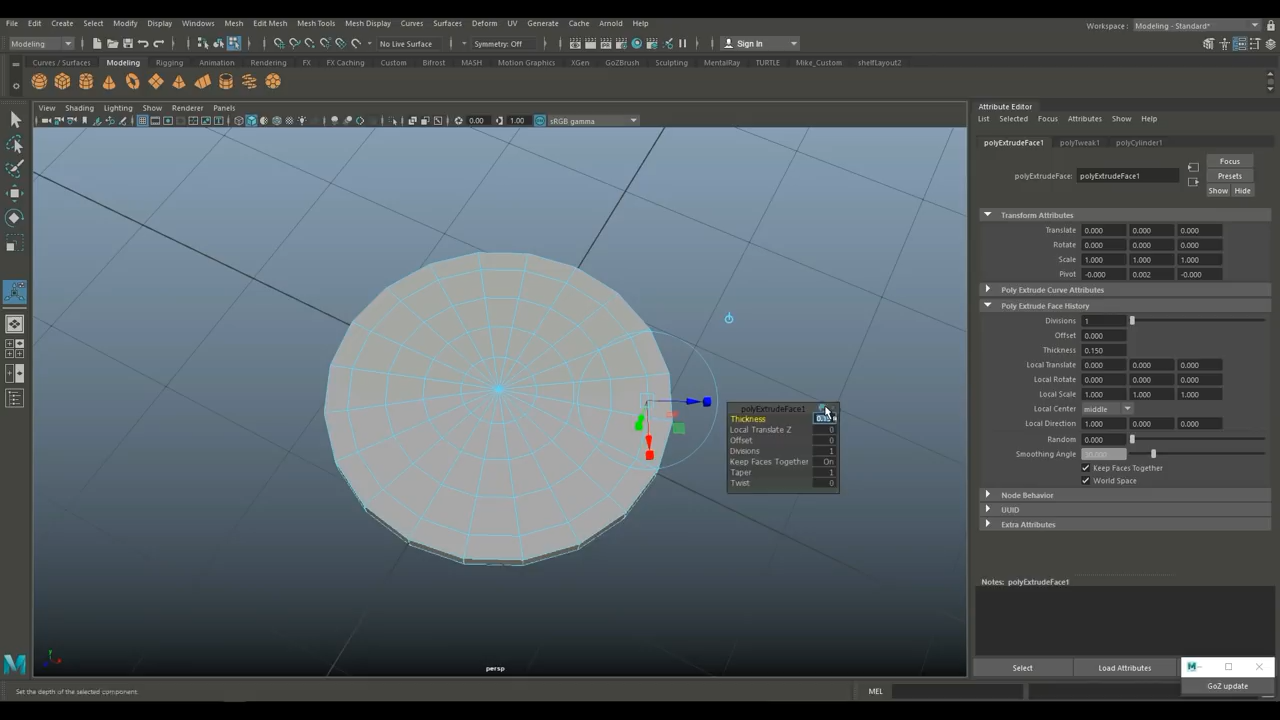 File Edit Create Select Modify Display Windows Mesh Edit Mesh Mesh Tools Mesh Display Curves Surfaces Deform UV Generate Cache Arnold Help
Workspace : Modeling - Standard*
Modeling
No Live Surface
Symmetry: Off
Sign In
Curves / Surfaces Modeling Rigging Animation Rendering FX FX Caching Custom Bifrost MASH Motion Graphics XGen GoZBrush Sculpting MentalRay TURTLE Mike_Custom shelfLayout2
View Shading Lighting Show Renderer Panels
0.00 1.00 sRGB gamma
persp
polyExtrudeFace1
Thickness
Local Translate Z 0
Offset 0
Divisions 1
Keep Faces Together On
Taper 1
Twist 0
Attribute Editor
List Selected Focus Attributes Show Help
polyExtrudeFace1 polyTweak1 polyCylinder1
polyExtrudeFace: polyExtrudeFace1
Focus
Presets
Show Hide
Transform Attributes
Translate 0.000 0.000 0.000
Rotate 0.000 0.000 0.000
Scale 1.000 1.000 1.000
Pivot -0.000 0.002 -0.000
Poly Extrude Curve Attributes
Poly Extrude Face History
Divisions 1
Offset 0.000
Thickness 0.150
Local Translate 0.000 0.000 0.000
Local Rotate 0.000 0.000 0.000
Local Scale 1.000 1.000 1.000
Local Center middle
Local Direction 1.000 0.000 0.000
Random 0.000
Smoothing Angle 30.000
Keep Faces Together
World Space
Node Behavior
UUID
Extra Attributes
Notes: polyExtrudeFace1
Select Load Attributes
GoZ update
Set the depth of the selected component.
MEL